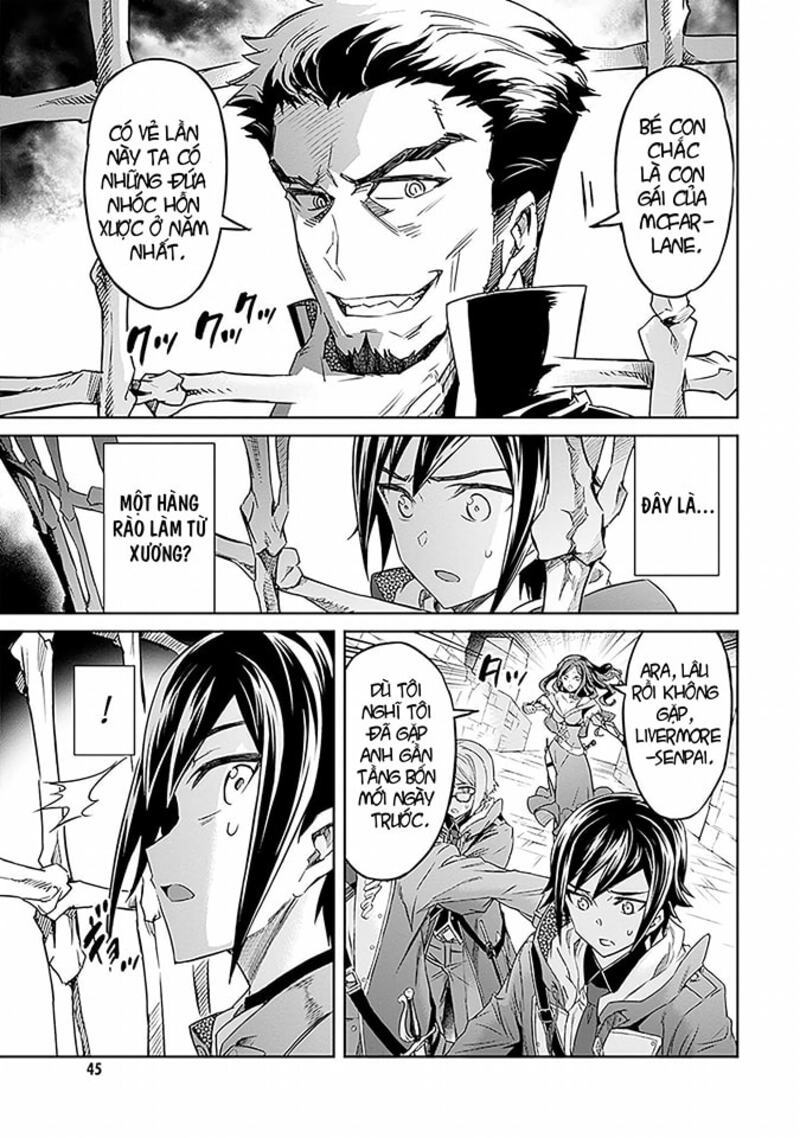 BÉ CON
CHẮC
LÀ CON
GÁI CỦA
MCFAR-
LANE.
CÓ VẺ LẦN
NÀY TA CÓ
NHỮNG ĐỨA
NHÓC HỖN
XƯỢC Ở NĂM
NHẤT.
クッ クックッ
ĐÂY LÀ...
MỘT HÀNG
RÀO LÀM TỪ
XƯƠNG?
ARA, LÂU
RỒI KHÔNG
GẶP,
LIVERMORE
-SENPAI.
DÙ TÔI
NGHĨ TÔI
ĐÃ GẶP
ANH GẦN
TẦNG BỐN
MỚI NGÀY
TRƯỚC.
!
45